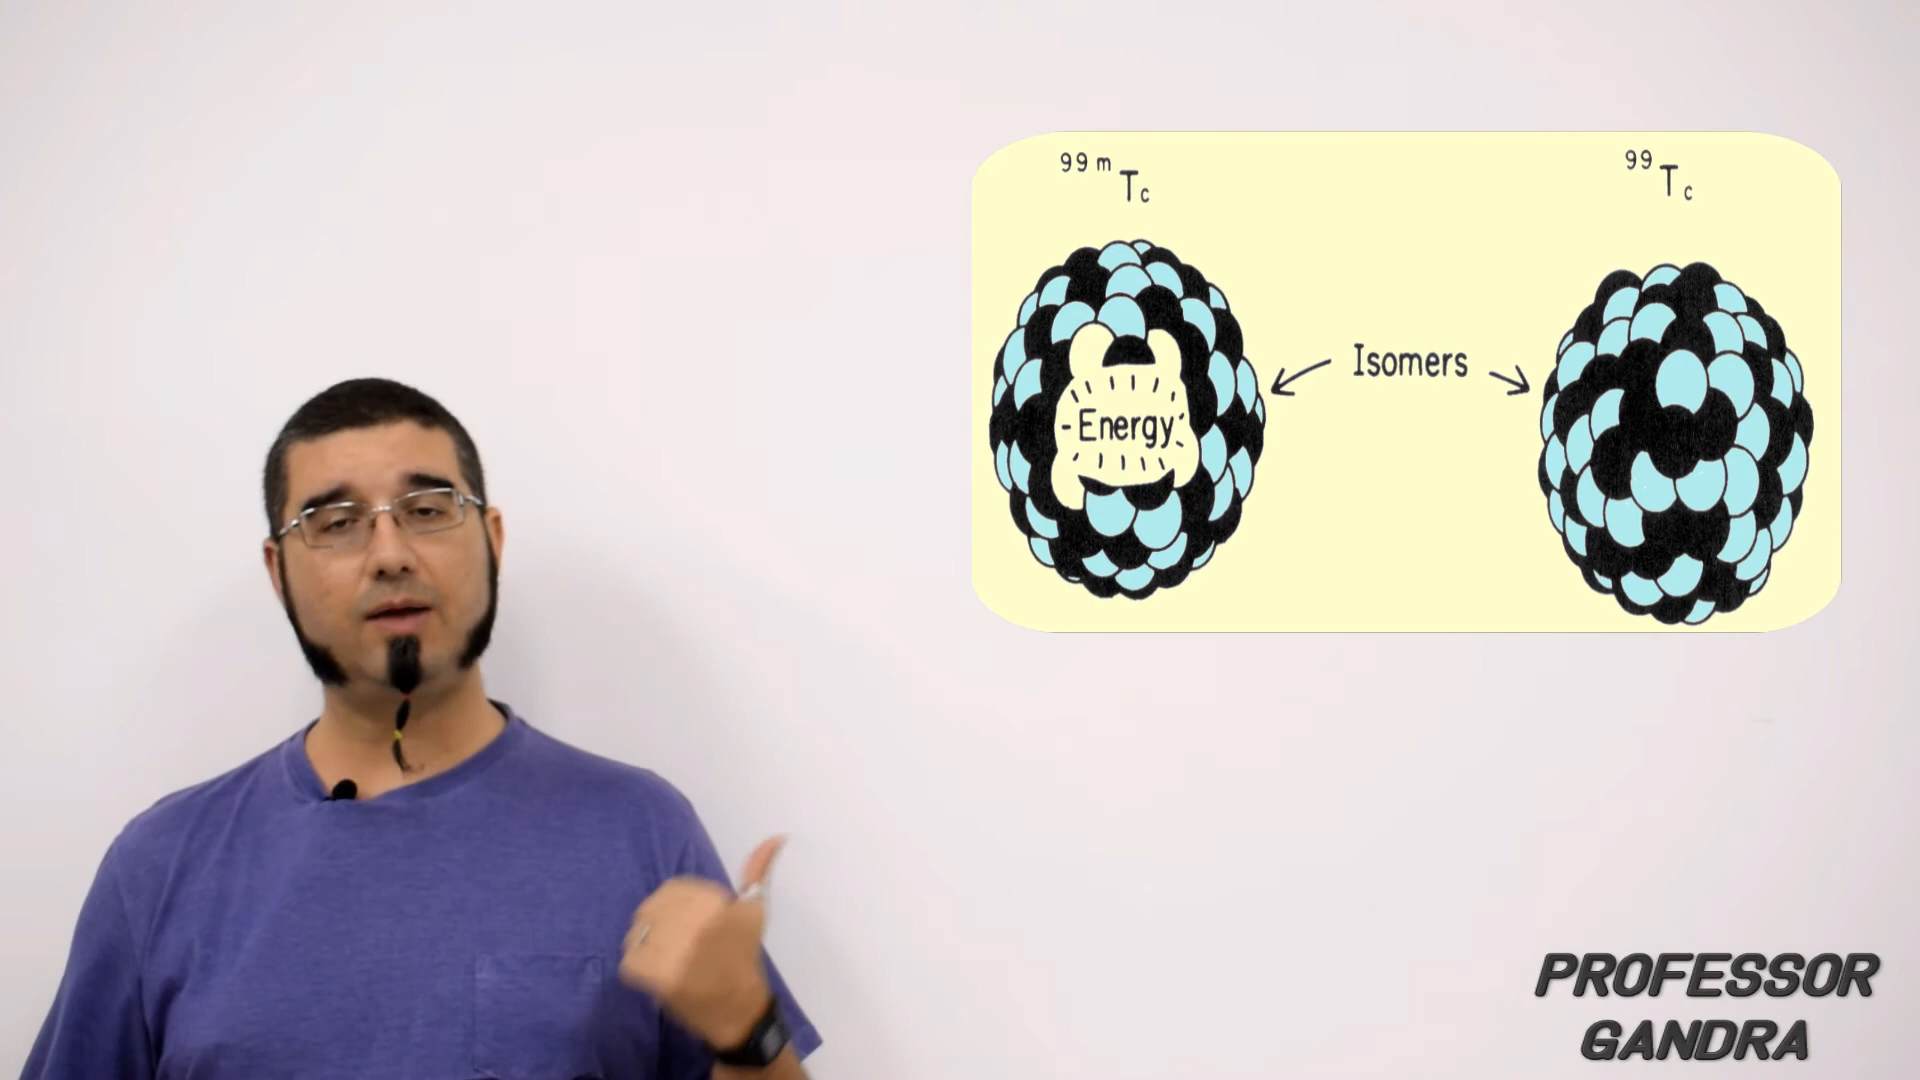 99m Tc
99 Tc
Isomers
-Energy-
PROFESSOR
GANDRA